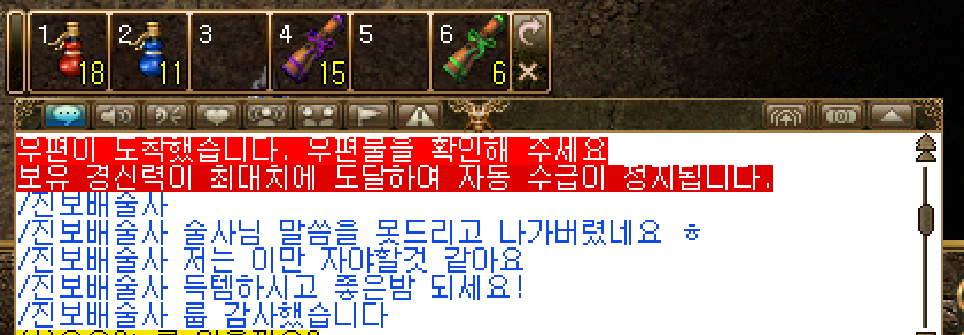 1 2 3 4 5 6
18 11 15 6
우편이 도착했습니다. 우편물을 확인해 주세요
보유 경신력이 최대치에 도달하여 자동 수급이 정지됩니다.
/진보배술사
/진보배술사 술사님 말씀을 못드리고 나가버렸네요 ㅎ
/진보배술사 저는 이만 자야할것 같아요
/진보배술사 득템하시고 좋은밤 되세요!
/진보배술사 룹 감사했습니다